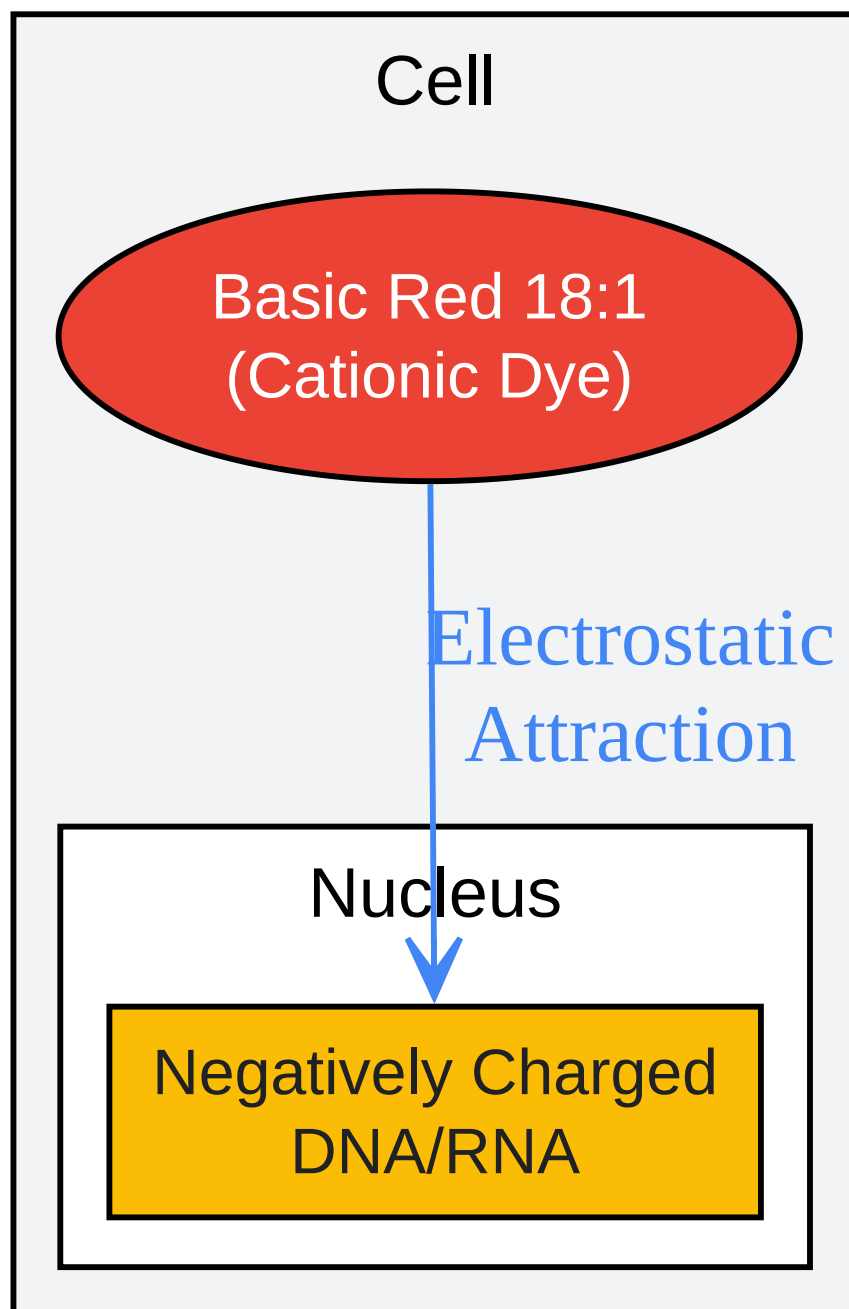 Cell
Basic Red 18:1
(Cationic Dye)
Electrostatic
Attraction
Nucleus
Negatively Charged
DNA/RNA